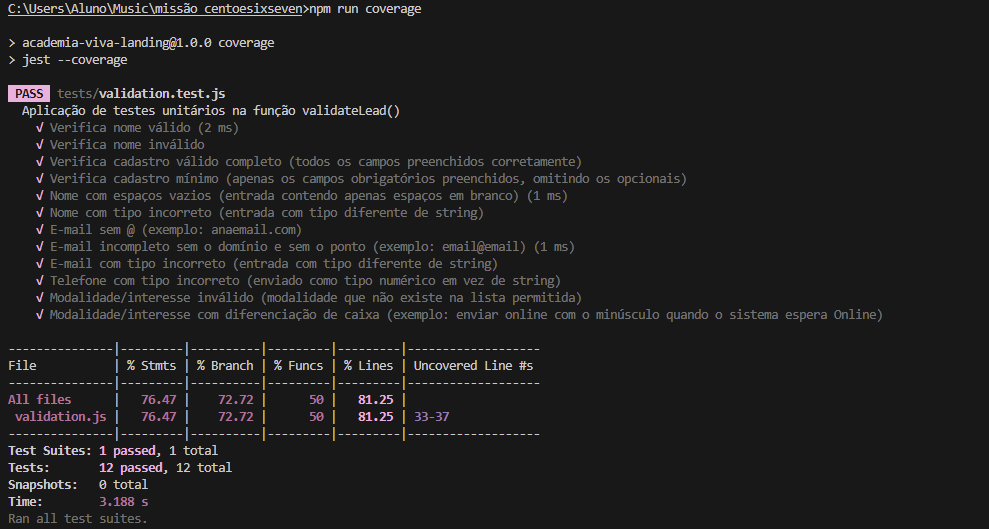 C:\Users\Aluno\Music\missão centoesixseven>npm run coverage
> academia-viva-landing@1.0.0 coverage
> jest --coverage
PASS tests/validation.test.js
Aplicação de testes unitários na função validateLead()
√ Verifica nome válido (2 ms)
√ Verifica nome inválido
√ Verifica cadastro válido completo (todos os campos preenchidos corretamente)
√ Verifica cadastro mínimo (apenas os campos obrigatórios preenchidos, omitindo os opcionais)
√ Nome com espaços vazios (entrada contendo apenas espaços em branco) (1 ms)
√ Nome com tipo incorreto (entrada com tipo diferente de string)
√ E-mail sem @ (exemplo: anaemail.com)
√ E-mail incompleto sem o domínio e sem o ponto (exemplo: email@email) (1 ms)
√ E-mail com tipo incorreto (entrada com tipo diferente de string)
√ Telefone com tipo incorreto (enviado como tipo numérico em vez de string)
√ Modalidade/interesse inválido (modalidade que não existe na lista permitida)
√ Modalidade/interesse com diferenciação de caixa (exemplo: enviar online com o minúsculo quando o sistema espera Online)
---------------|---------|----------|---------|---------|-------------------
File | % Stmts | % Branch | % Funcs | % Lines | Uncovered Line #s
---------------|---------|----------|---------|---------|-------------------
All files | 76.47 | 72.72 | 50 | 81.25 |
validation.js | 76.47 | 72.72 | 50 | 81.25 | 33-37
---------------|---------|----------|---------|---------|-------------------
Test Suites: 1 passed, 1 total
Tests: 12 passed, 12 total
Snapshots: 0 total
Time: 3.188 s
Ran all test suites.